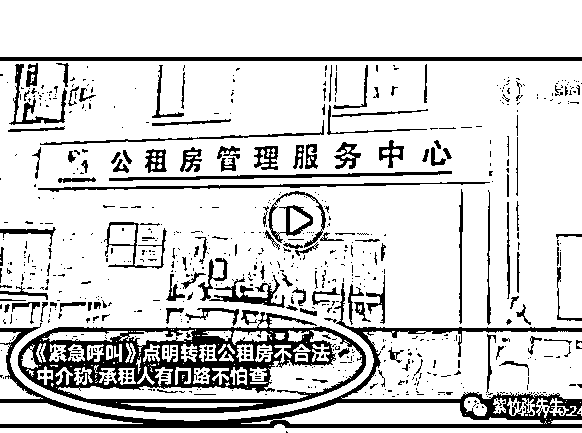 公租房管理服务中心
《紧急呼叫》点明转租公租房不合法
中介称 承租人有门路不怕查
紫竹张先生